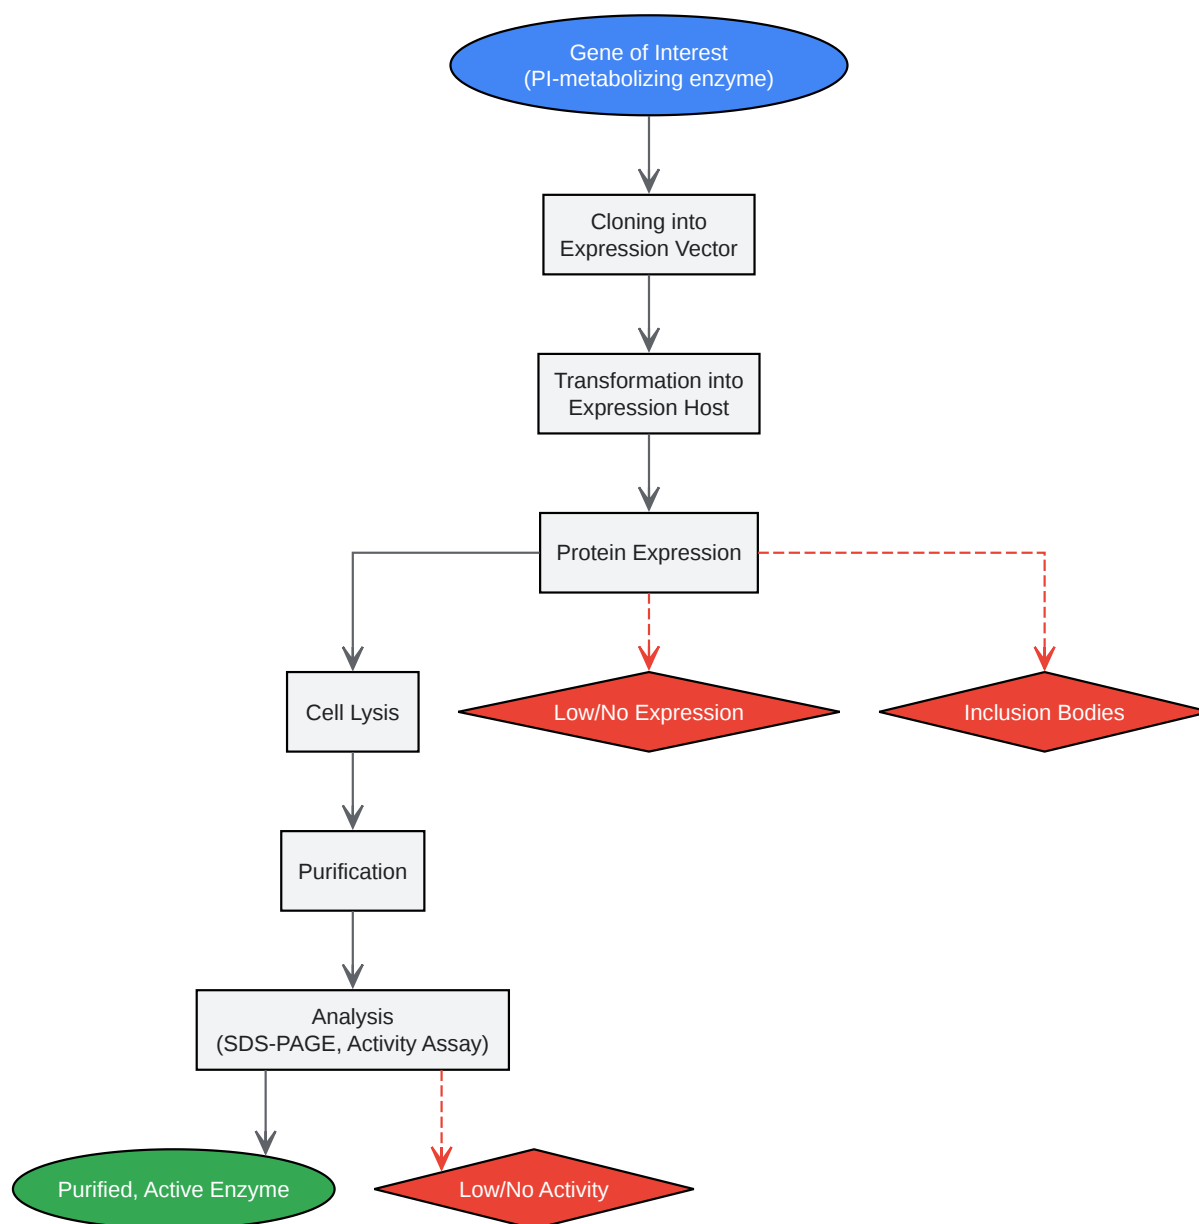 Gene of Interest
(PI-metabolizing enzyme)
Cloning into
Expression Vector
Transformation into
Expression Host
Protein Expression
Cell Lysis
Low/No Expression
Inclusion Bodies
Purification
Analysis
(SDS-PAGE, Activity Assay)
Purified, Active Enzyme
Low/No Activity